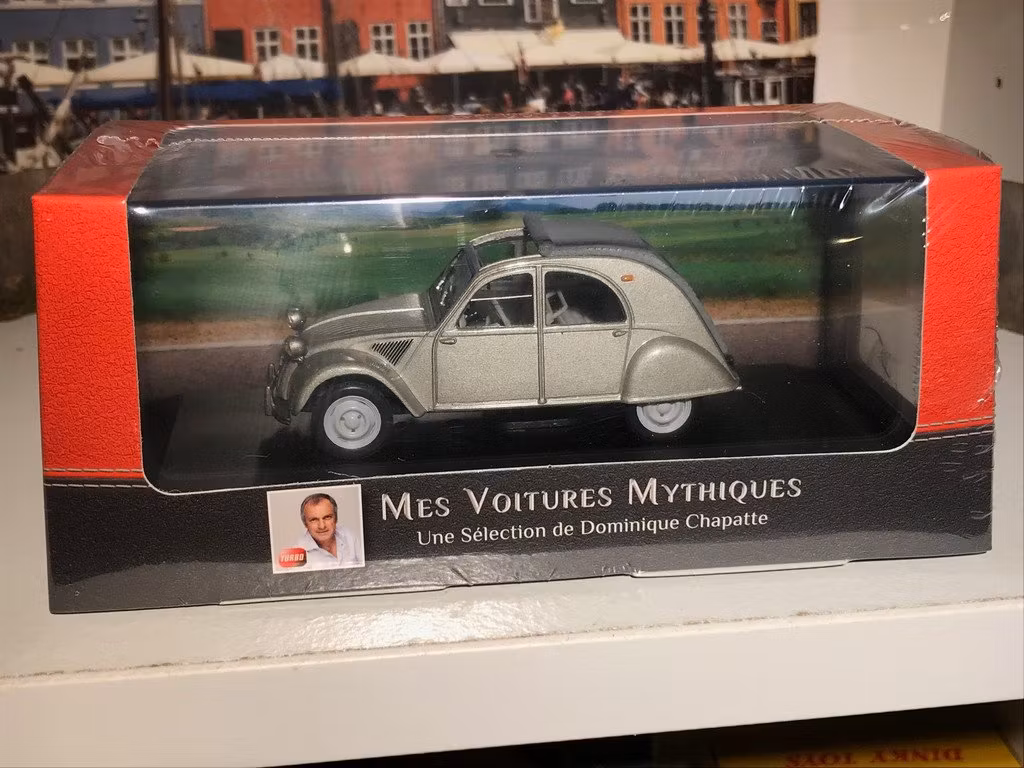 MES VOITURES MYTHIQUES
Une Sélection de Dominique Chapatte
TURBO
DINKY TOYS